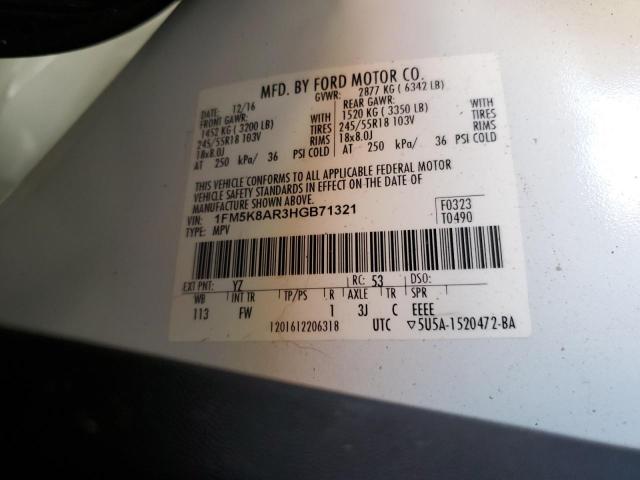 MFD. BY FORD MOTOR CO.
DATE: 12/16 GVWR: 2877 KG ( 6342 LB)
FRONT GAWR: REAR GAWR:
1452 KG ( 3200 LB) WITH 1520 KG ( 3350 LB) WITH
245/55R18 103V TIRES 245/55R18 103V TIRES
18x8.0J RIMS 18x8.0J RIMS
AT 250 kPa/ 36 PSI COLD AT 250 kPa/ 36 PSI COLD
THIS VEHICLE CONFORMS TO ALL APPLICABLE FEDERAL MOTOR
VEHICLE SAFETY STANDARDS IN EFFECT ON THE DATE OF
MANUFACTURE SHOWN ABOVE.
VIN: 1FM5K8AR3HGB71321 F0323
TYPE: MPV T0490
EXT PNT: YZ RC: 53 DSO:
WB INT TR TP/PS R AXLE TR SPR
113 FW 1 3J C EEEE
1201612206318 UTC ▽5U5A-1520472-BA